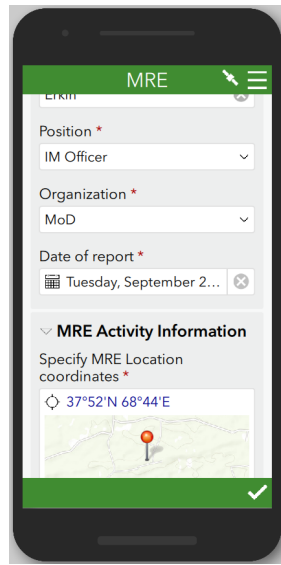 MRE
Erkin
Position *
IM Officer
Organization *
MoD
Date of report *
Tuesday, September 2...
MRE Activity Information
Specify MRE Location
coordinates *
37°52'N 68°44'E